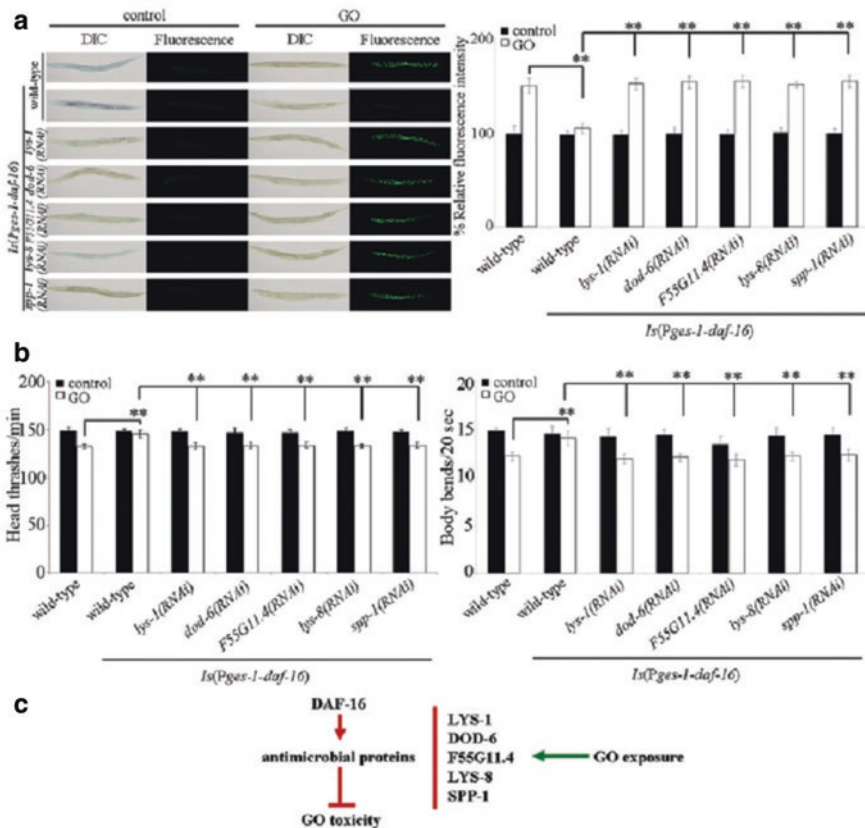 a
control
GO
DIC
Fluorescence
DIC
Fluorescence
wild-type
wild-type
lys-1 (RNAi)
dod-6 (RNAi)
F55G11.4 (RNAi)
lys-8 (RNAi)
spp-1 (RNAi)
Is(Pges-1-daf-16)
control
GO
% Relative fluorescence intensity
200
100
0
** ** ** ** **
**
wild-type
wild-type
lys-1(RNAi)
dod-6(RNAi)
F55G11.4(RNAi)
lys-8(RNAi)
spp-1(RNAi)
Is(Pges-1-daf-16)
b
control
GO
Head thrashes/min
200
150
100
50
0
** ** ** ** **
**
wild-type
wild-type
lys-1(RNAi)
dod-6(RNAi)
F55G11.4(RNAi)
lys-8(RNAi)
spp-1(RNAi)
Is(Pges-1-daf-16)
control
GO
Body bends/20 sec
20
15
10
5
0
** ** ** ** **
**
wild-type
wild-type
lys-1(RNAi)
dod-6(RNAi)
F55G11.4(RNAi)
lys-8(RNAi)
spp-1(RNAi)
Is(Pges-1-daf-16)
c
DAF-16
antimicrobial proteins
GO toxicity
LYS-1
DOD-6
F55G11.4
LYS-8
SPP-1
GO exposure